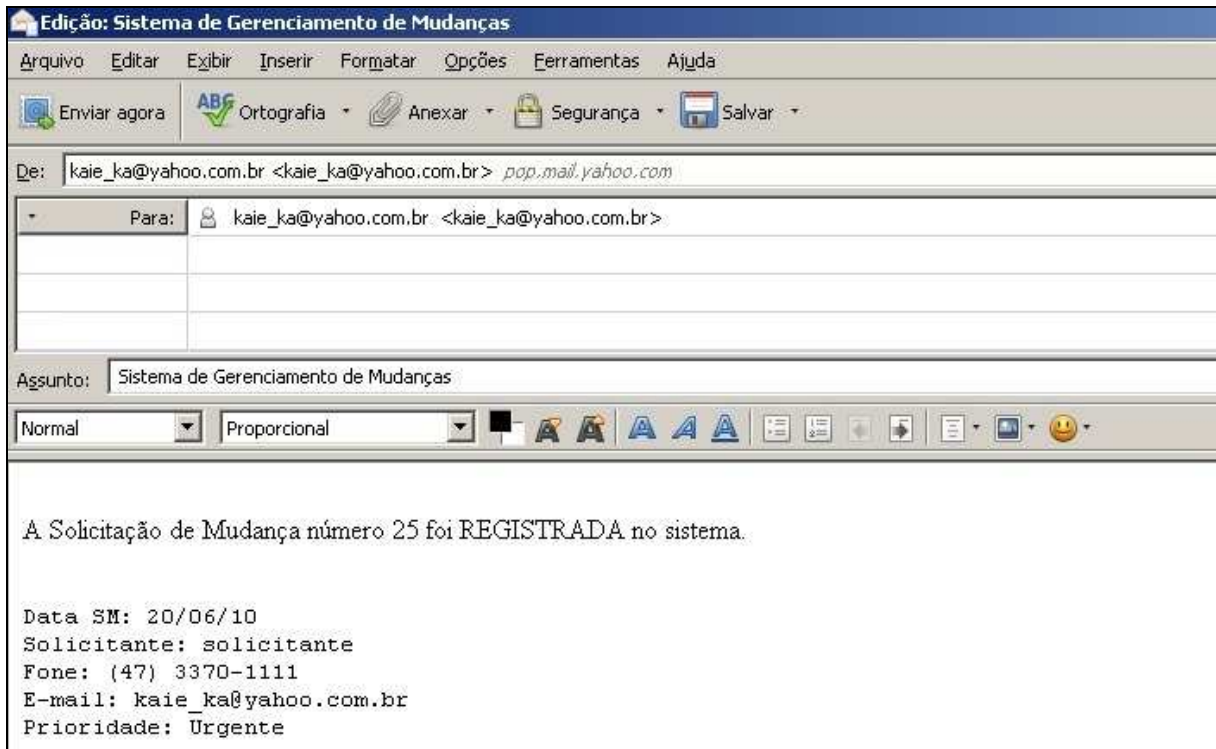 Edição: Sistema de Gerenciamento de Mudanças
Arquivo Editar Exibir Inserir Formatar Opções Ferramentas Ajuda
Enviar agora ABC Ortografia Anexar Segurança Salvar
De: kaie_ka@yahoo.com.br <kaie_ka@yahoo.com.br> pop.mail.yahoo.com
Para: kaie_ka@yahoo.com.br <kaie_ka@yahoo.com.br>
Assunto: Sistema de Gerenciamento de Mudanças
Normal Proporcional
A Solicitação de Mudança número 25 foi REGISTRADA no sistema.
Data SM: 20/06/10
Solicitante: solicitante
Fone: (47) 3370-1111
E-mail: kaie_ka@yahoo.com.br
Prioridade: Urgente